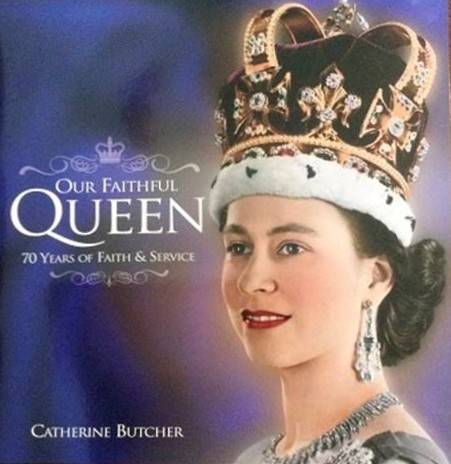 OUR FAITHFUL
QUEEN
70 YEARS OF FAITH & SERVICE
CATHERINE BUTCHER